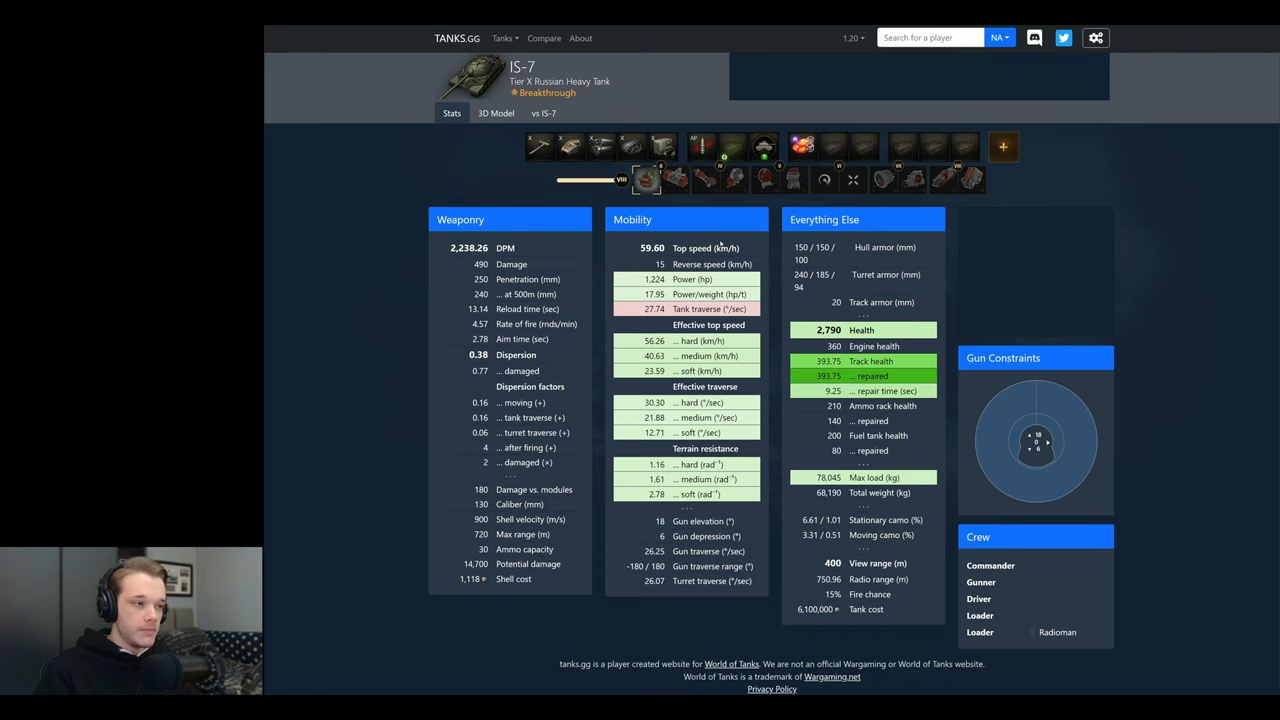 TANKS.GG Tanks Compare About 1.20 Search for a player NA
IS-7
Tier X Russian Heavy Tank
Breakthrough
Stats 3D Model vs IS-7
X X X X X AP
II IV V VI VII VIII
VIII
Weaponry
2,238.26 DPM
490 Damage
250 Penetration (mm)
240 ... at 500m (mm)
13.14 Reload time (sec)
4.57 Rate of fire (rnds/min)
2.78 Aim time (sec)
0.38 Dispersion
0.77 ... damaged
Dispersion factors
0.16 ... moving (+)
0.16 ... tank traverse (+)
0.06 ... turret traverse (+)
4 ... after firing (+)
2 ... damaged (×)
...
180 Damage vs. modules
130 Caliber (mm)
900 Shell velocity (m/s)
720 Max range (m)
30 Ammo capacity
14,700 Potential damage
1,118 Shell cost
Mobility
59.60 Top speed (km/h)
15 Reverse speed (km/h)
1,224 Power (hp)
17.95 Power/weight (hp/t)
27.74 Tank traverse (°/sec)
Effective top speed
56.26 ... hard (km/h)
40.63 ... medium (km/h)
23.59 ... soft (km/h)
Effective traverse
30.30 ... hard (°/sec)
21.88 ... medium (°/sec)
12.71 ... soft (°/sec)
Terrain resistance
1.16 ... hard (rad⁻¹)
1.61 ... medium (rad⁻¹)
2.78 ... soft (rad⁻¹)
...
18 Gun elevation (°)
6 Gun depression (°)
26.25 Gun traverse (°/sec)
-180 / 180 Gun traverse range (°)
26.07 Turret traverse (°/sec)
Everything Else
150 / 150 / 100 Hull armor (mm)
240 / 185 / 94 Turret armor (mm)
20 Track armor (mm)
...
2,790 Health
360 Engine health
393.75 Track health
393.75 ... repaired
9.25 ... repair time (sec)
210 Ammo rack health
140 ... repaired
200 Fuel tank health
80 ... repaired
...
78,045 Max load (kg)
68,190 Total weight (kg)
...
6.61 / 1.01 Stationary camo (%)
3.31 / 0.51 Moving camo (%)
...
400 View range (m)
750.96 Radio range (m)
15% Fire chance
6,100,000 Tank cost
Gun Constraints
18
0
6
Crew
Commander
Gunner
Driver
Loader
Loader Radioman
tanks.gg is a player created website for World of Tanks. We are not an official Wargaming or World of Tanks website.
World of Tanks is a trademark of Wargaming.net
Privacy Policy